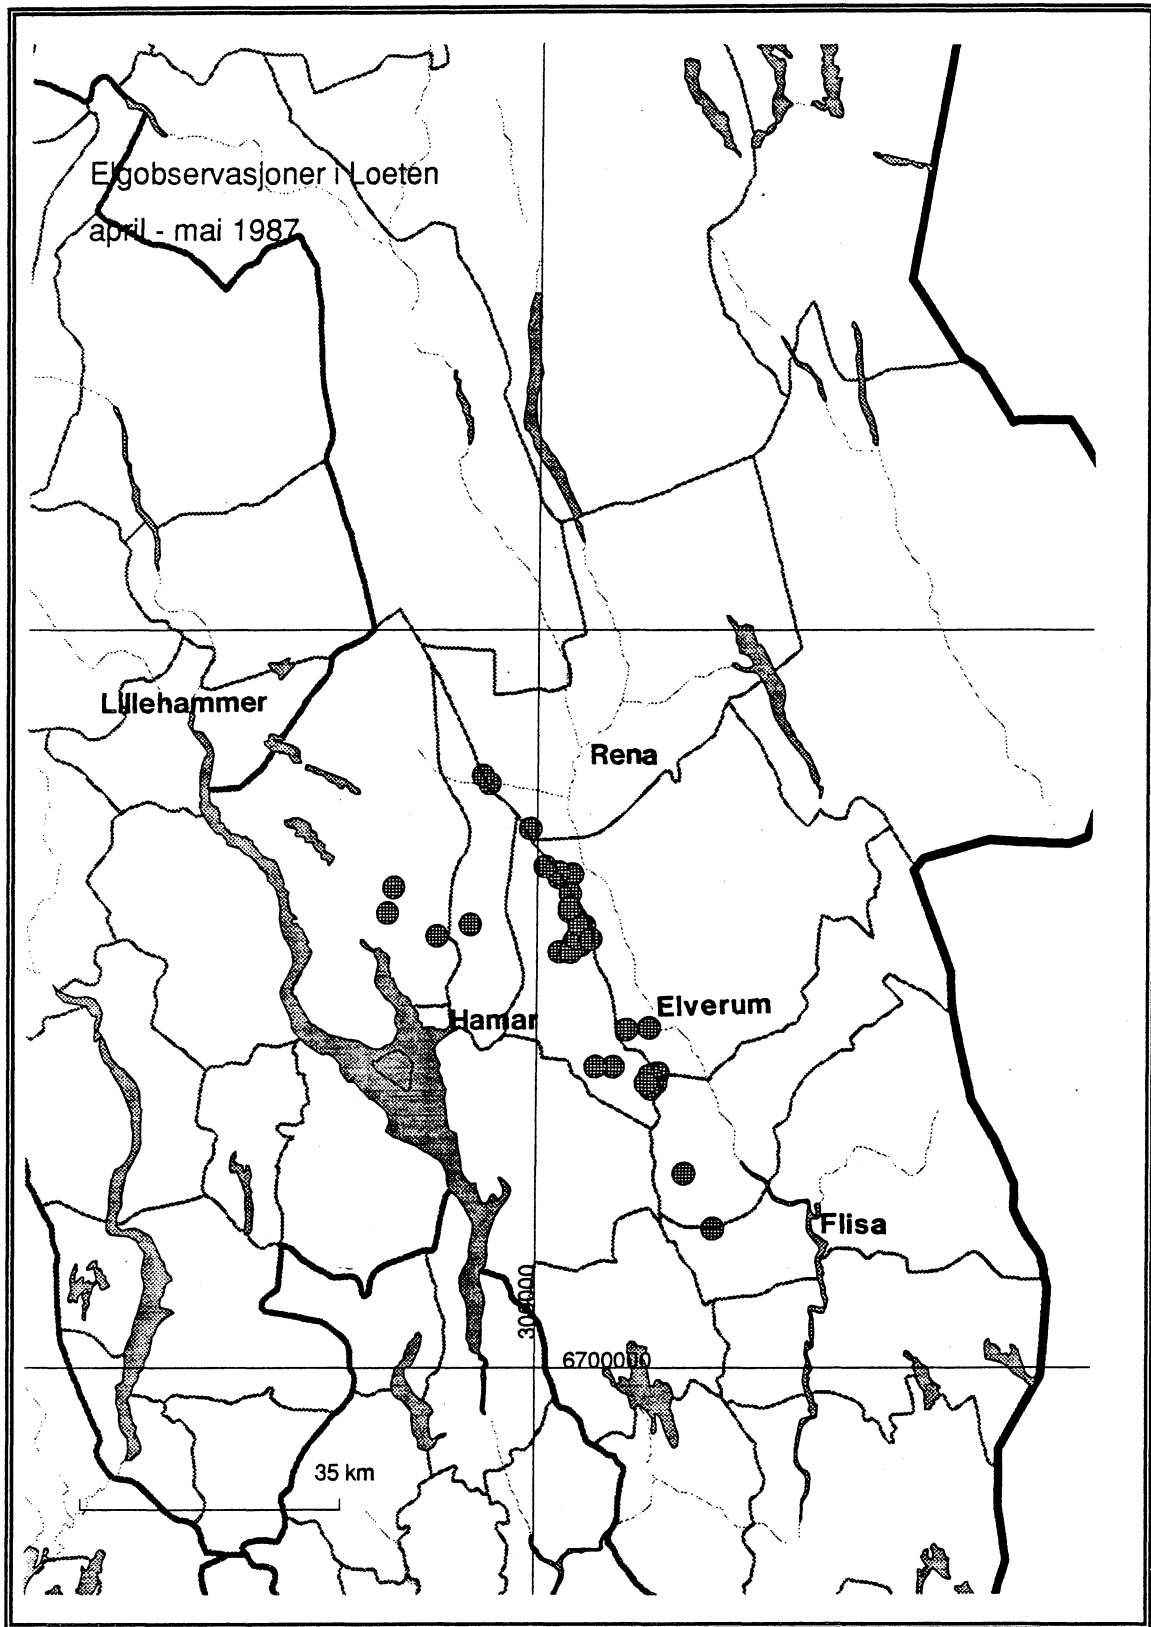 Elgobservasjoner i Loeten
april - mai 1987
Lillehammer
Rena
Elverum
Hamar
Flisa
300000
6700000
35 km